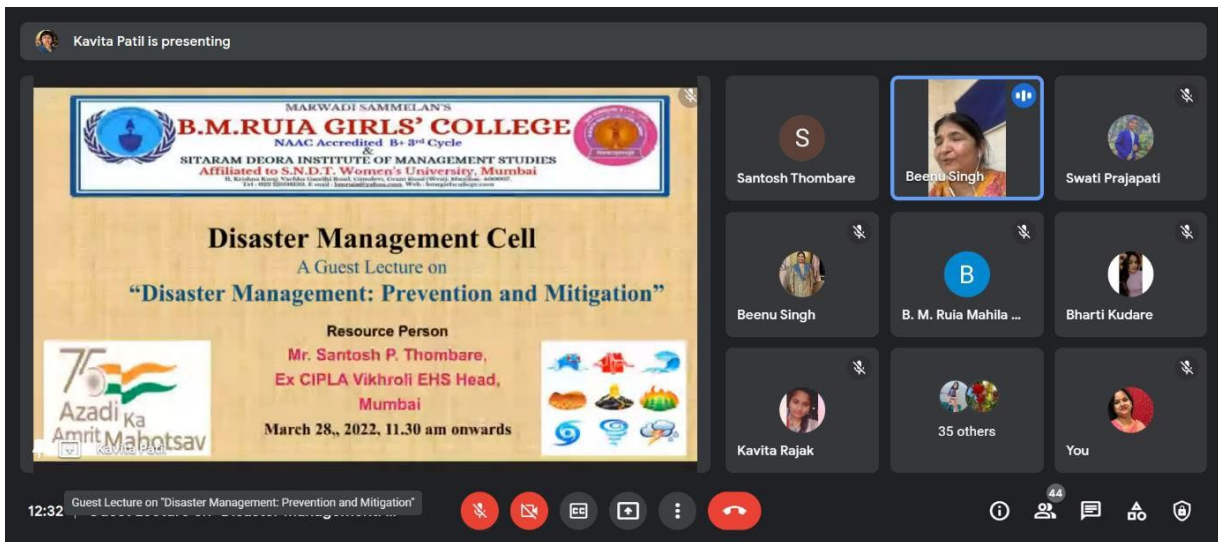 Kavita Patil is presenting
MARWADI SAMMELAN'S
B.M.RUIA GIRLS' COLLEGE
NAAC Accredited B+ 3rd Cycle
&
SITARAM DEORA INSTITUTE OF MANAGEMENT STUDIES
Affiliated to S.N.D.T. Women's University, Mumbai
Disaster Management Cell
A Guest Lecture on
“Disaster Management: Prevention and Mitigation”
Resource Person
Mr. Santosh P. Thombare,
Ex CIPLA Vikhroli EHS Head,
Mumbai
March 28,, 2022, 11.30 am onwards
75
Azadi Ka
Amrit Mahotsav
Kavita Patil
S
Santosh Thombare
Beenu Singh
Swati Prajapati
Beenu Singh
B
B. M. Ruia Mahila ...
Bharti Kudare
Kavita Rajak
35 others
You
12:32
Guest Lecture on "Disaster Management: Prevention and Mitigation"
CC
44